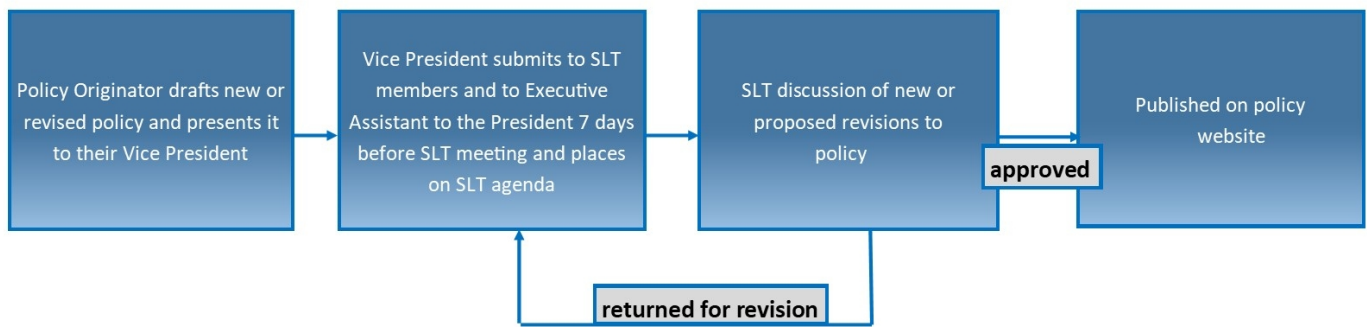 Policy Originator drafts new or
revised policy and presents it
to their Vice President
Vice President submits to SLT
members and to Executive
Assistant to the President 7 days
before SLT meeting and places
on SLT agenda
SLT discussion of new or
proposed revisions to
policy
approved
Published on policy
website
returned for revision